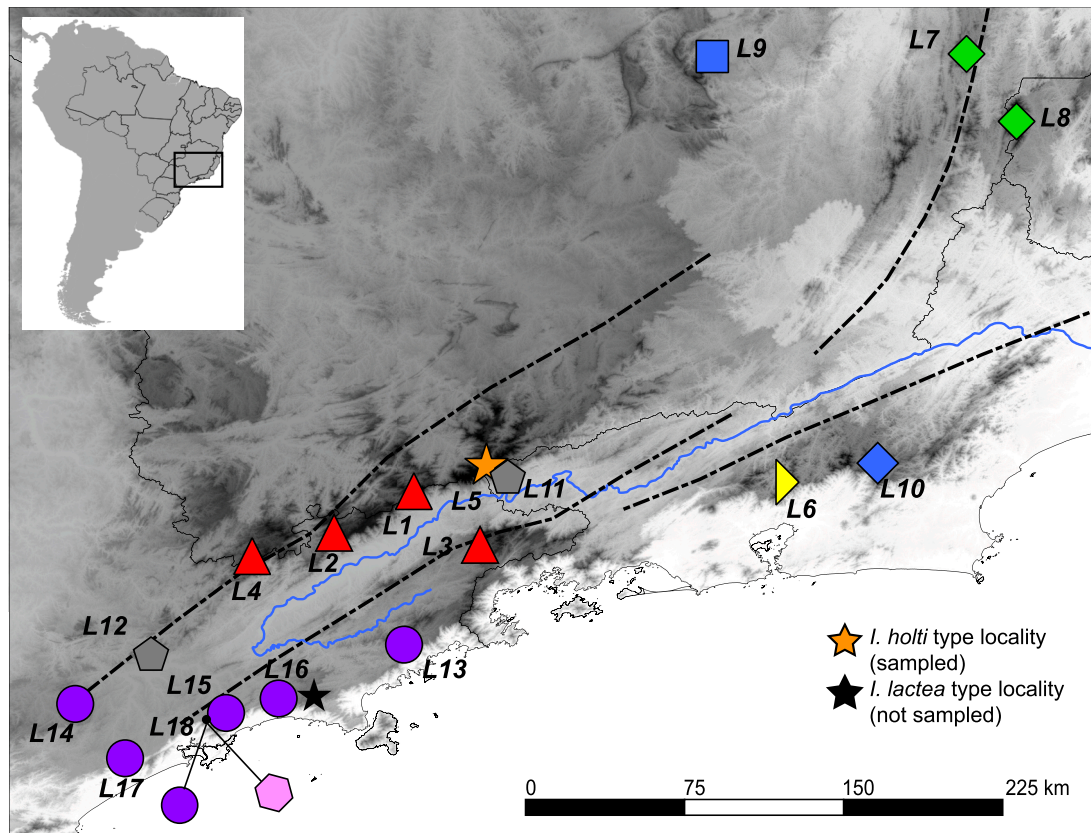 L9
L7
L8
L1
L5
L11
L2
L3
L4
L6
L10
L12
L15
L16
L13
L14
L18
L17
I. holti type locality
(sampled)
I. lactea type locality
(not sampled)
0 75 150 225 km